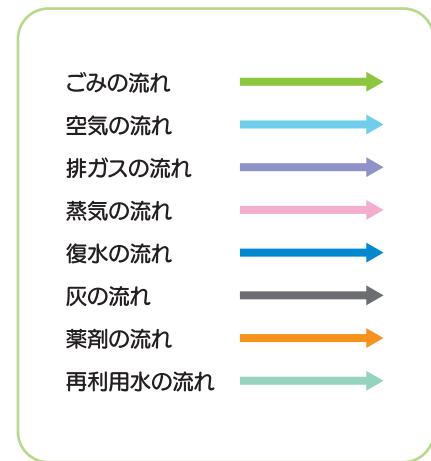 ごみの流れ
空気の流れ
排ガスの流れ
蒸気の流れ
復水の流れ
灰の流れ
薬剤の流れ
再利用水の流れ